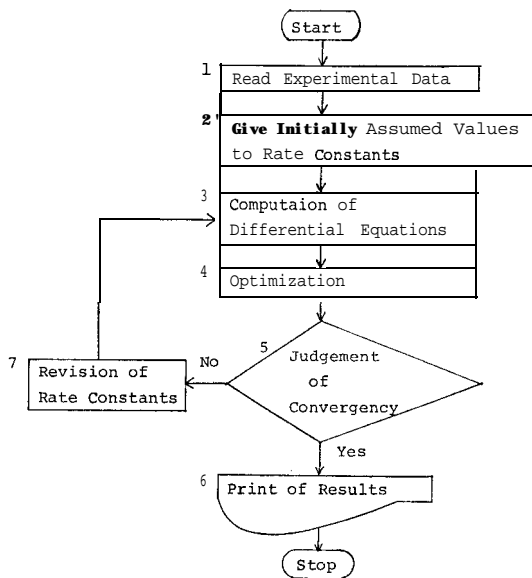 Start
1
Read Experimental Data
2'
Give Initially Assumed Values
to Rate Constants
3
Computaion of
Differential Equations
4
Optimization
5
Judgement
of
Convergency
No
7
Revision of
Rate Constants
Yes
6
Print of Results
Stop